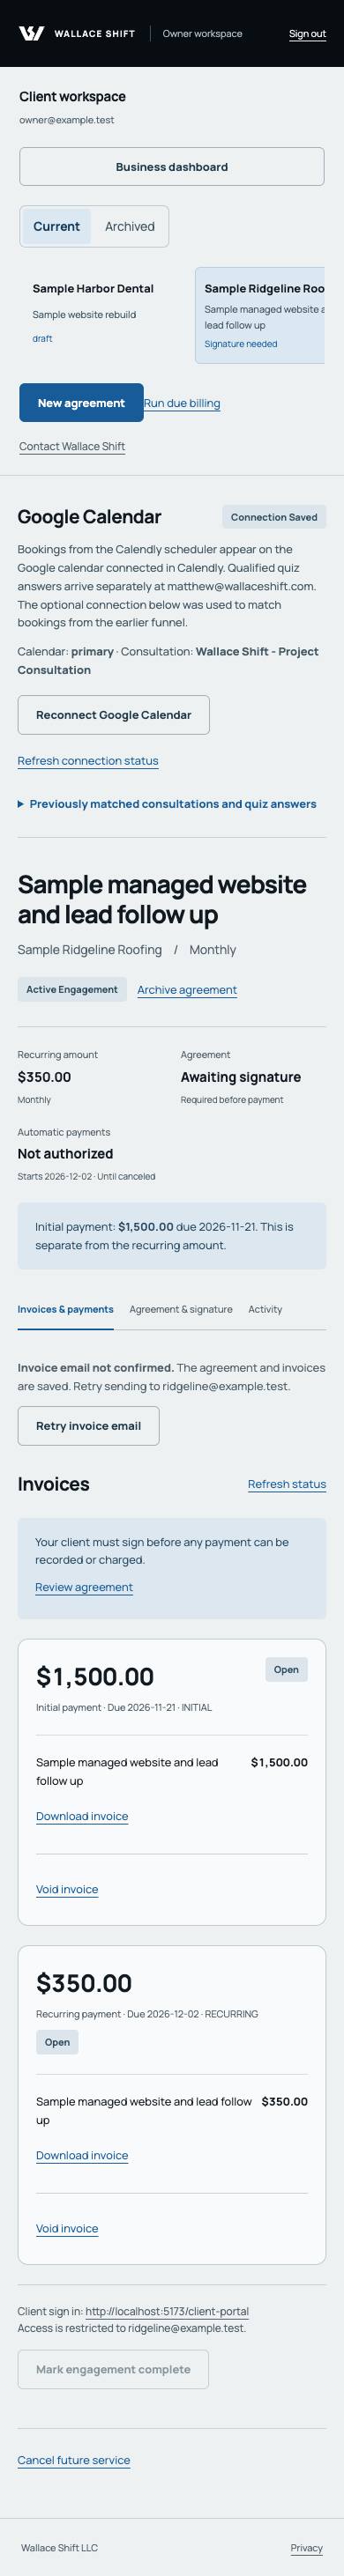 WALLACE SHIFT
Owner workspace
Sign out
Client workspace
owner@example.test
Business dashboard
Current
Archived
Sample Harbor Dental
Sample website rebuild
draft
Sample Ridgeline Roo
Sample managed website a
lead follow up
Signature needed
New agreement
Run due billing
Contact Wallace Shift
Google Calendar
Connection Saved
Bookings from the Calendly scheduler appear on the
Google calendar connected in Calendly. Qualified quiz
answers arrive separately at matthew@wallaceshift.com.
The optional connection below was used to match
bookings from the earlier funnel.
Calendar: primary · Consultation: Wallace Shift - Project
Consultation
Reconnect Google Calendar
Refresh connection status
Previously matched consultations and quiz answers
Sample managed website
and lead follow up
Sample Ridgeline Roofing / Monthly
Active Engagement
Archive agreement
Recurring amount
$350.00
Monthly
Agreement
Awaiting signature
Required before payment
Automatic payments
Not authorized
Starts 2026-12-02 · Until canceled
Initial payment: $1,500.00 due 2026-11-21. This is
separate from the recurring amount.
Invoices & payments
Agreement & signature
Activity
Invoice email not confirmed. The agreement and invoices
are saved. Retry sending to ridgeline@example.test.
Retry invoice email
Invoices
Refresh status
Your client must sign before any payment can be
recorded or charged.
Review agreement
$1,500.00
Open
Initial payment · Due 2026-11-21 · INITIAL
Sample managed website and lead
follow up
$1,500.00
Download invoice
Void invoice
$350.00
Recurring payment · Due 2026-12-02 · RECURRING
Open
Sample managed website and lead follow
up
$350.00
Download invoice
Void invoice
Client sign in: http://localhost:5173/client-portal
Access is restricted to ridgeline@example.test.
Mark engagement complete
Cancel future service
Wallace Shift LLC
Privacy